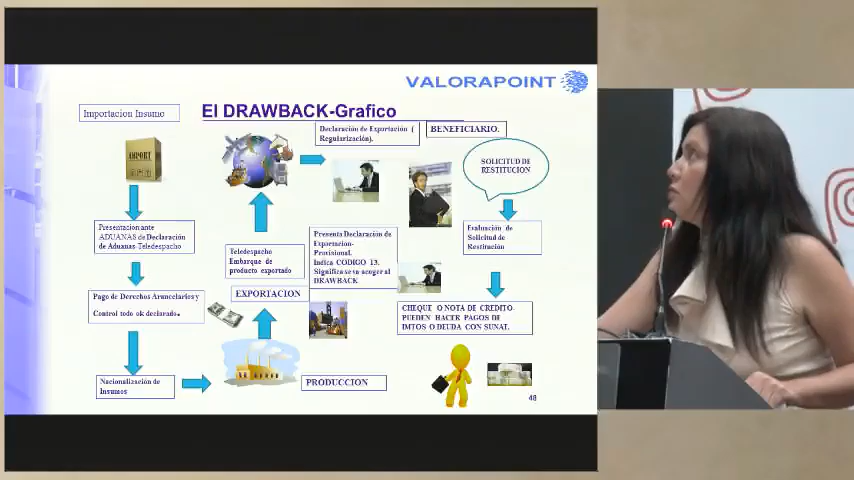 VALORAPOINT
El DRAWBACK-Grafico
Importacion Insumo
Presentacion ante
ADUANAS de Declaración
de Aduanas-Teledespacho
Pago de Derechos Arancelarios y
Control todo ok declarado.
Nacionalización de
Insumos
PRODUCCION
EXPORTACION
Teledespacho
Embarque de
producto exportado
Declaración de Exportación (
Regularización).
Presenta Declaración de
Exportacion-
Provisional.
Indica CODIGO 13.
Significa se va acoger al
DRAWBACK
BENEFICIARIO.
SOLICITUD DE
RESTITUCION
Evaluación de
Solicitud de
Restitución
CHEQUE O NOTA DE CREDITO.
PUEDEN HACER PAGOS DE
IMTOS O DEUDA CON SUNAT.
48